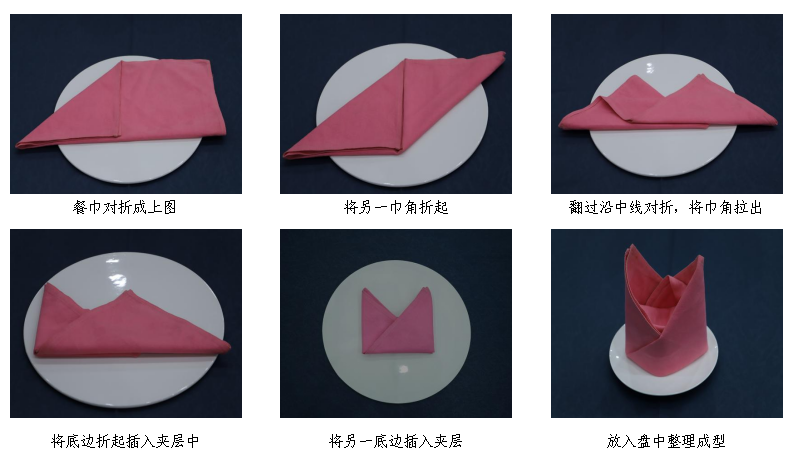 餐巾对折成上图
将另一巾角折起
翻过沿中线对折，将巾角拉出
将底边折起插入夹层中
将另一底边插入夹层
放入盘中整理成型